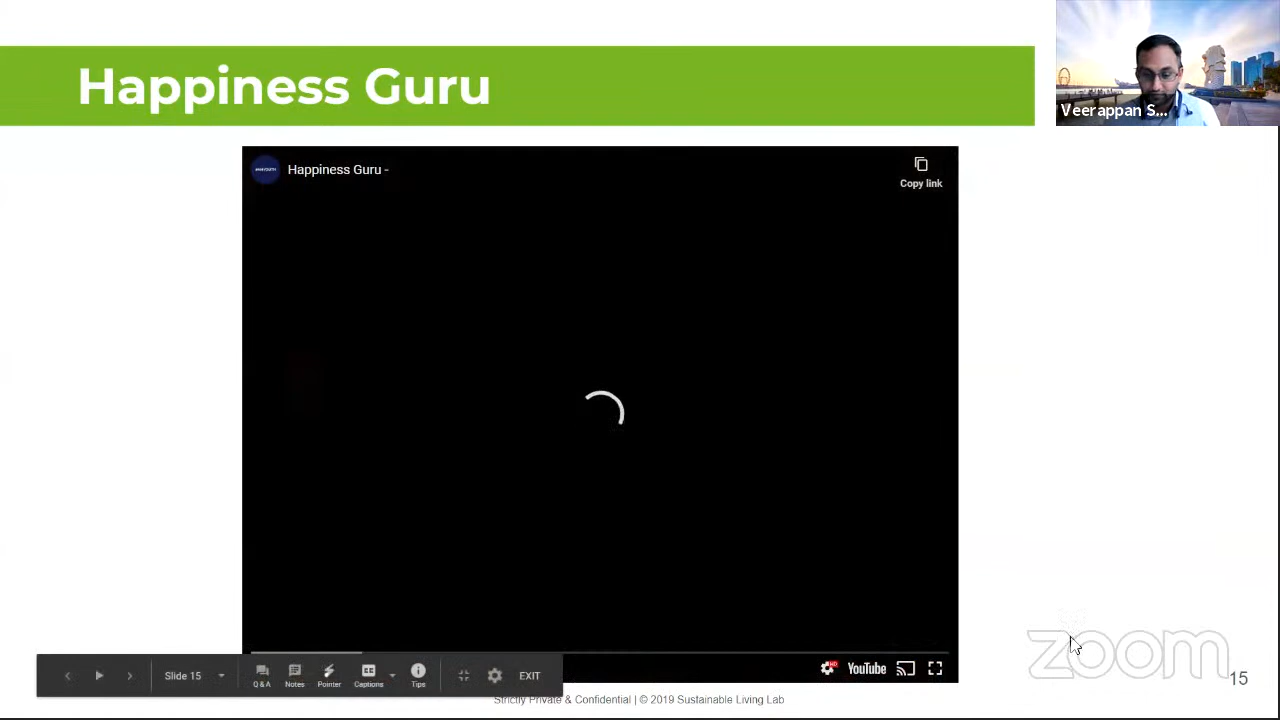 Happiness Guru
Veerappan S...
Happiness Guru -
Copy link
HD
YouTube
Slide 15
Q & A
Notes
Pointer
Captions
Tips
EXIT
Strictly Private & Confidential | © 2019 Sustainable Living Lab
zoom
15